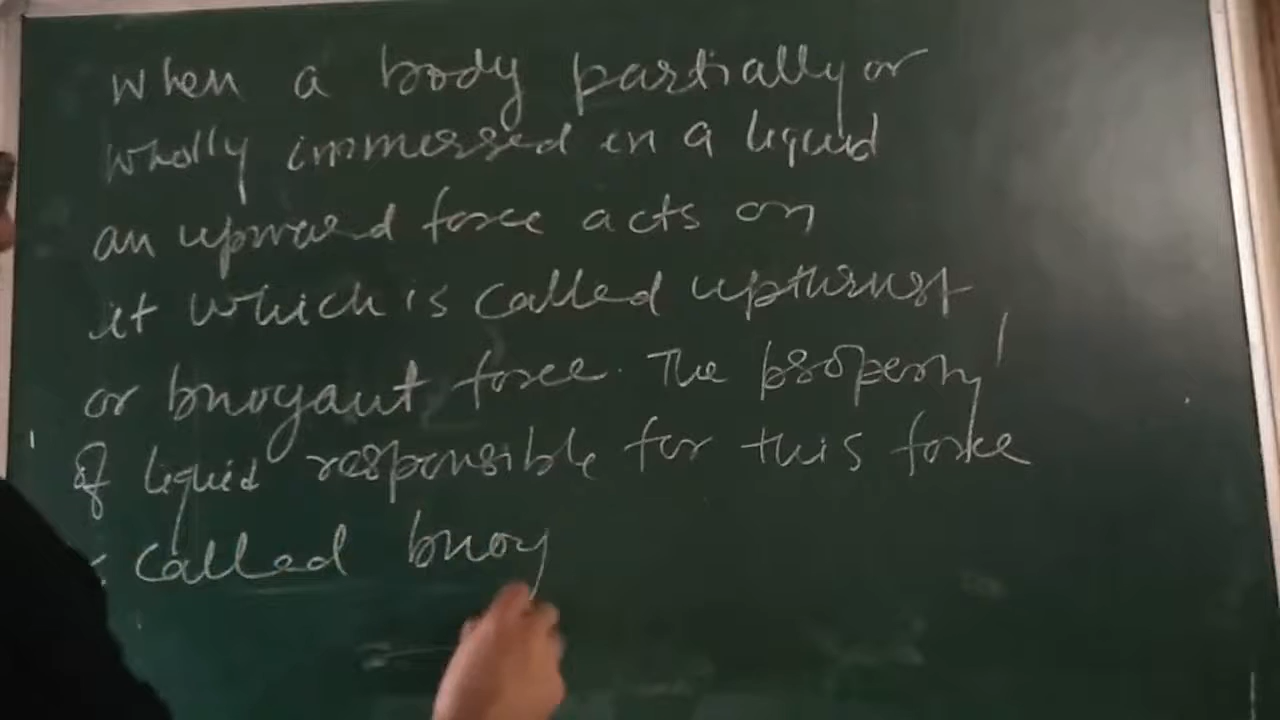 when a body partially or
wholly immersed in a liquid
an upward force acts on
it which is called upthrust
or buoyant force. The property
of liquid responsible for this force
called buoy